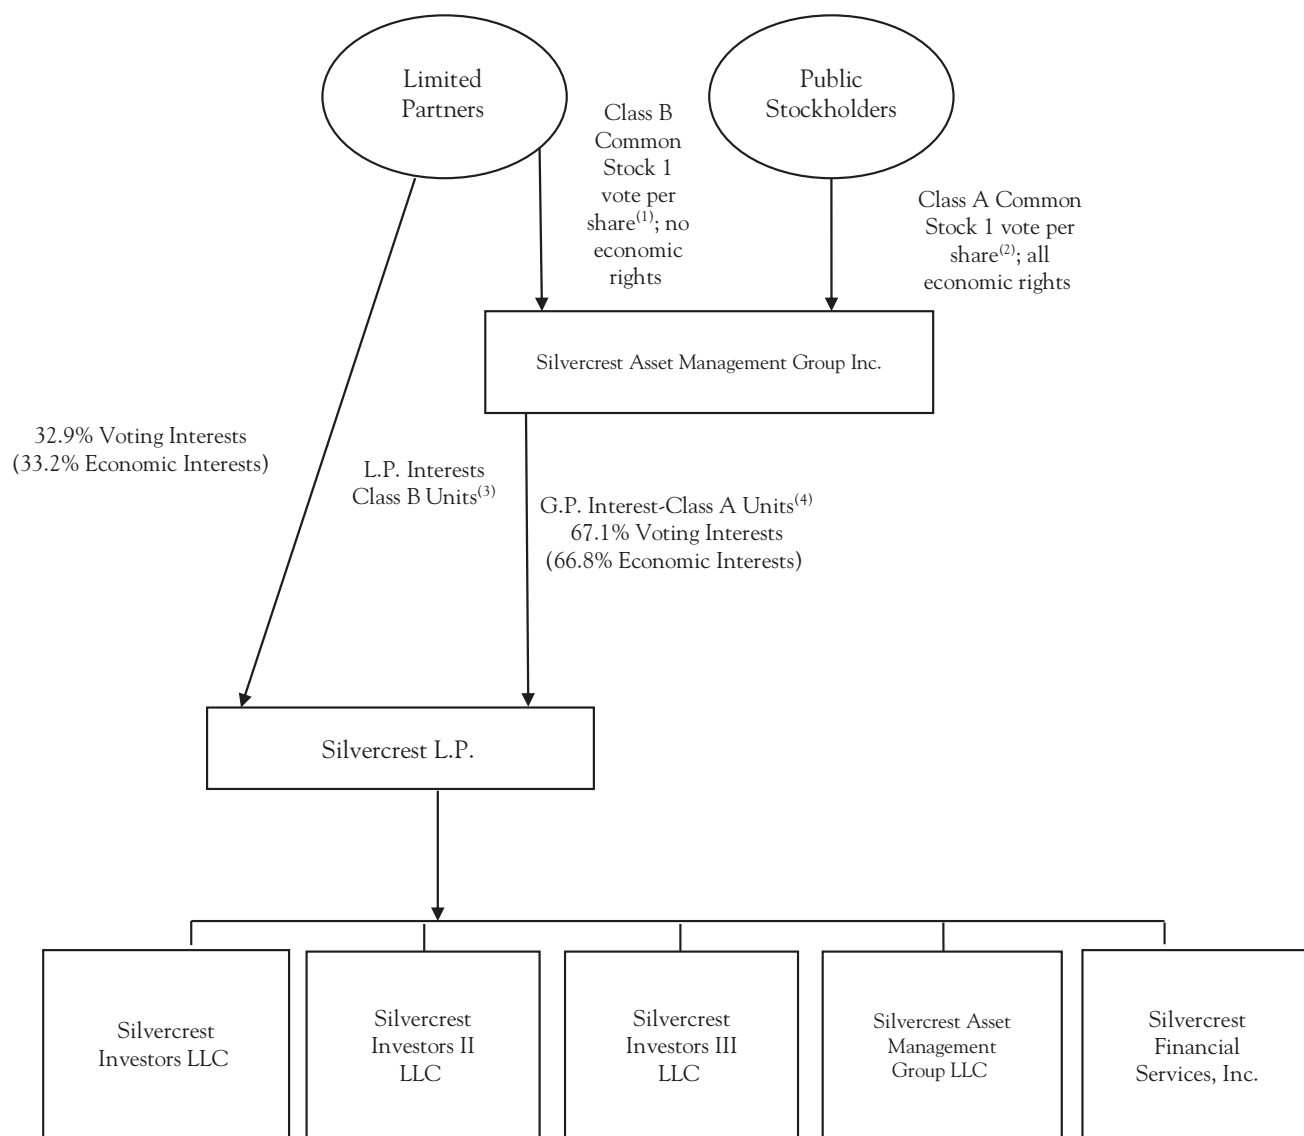 Limited
Partners
Public
Stockholders
Class B
Common
Stock 1
vote per
share(1); no
economic
rights
Class A Common
Stock 1 vote per
share(2); all
economic rights
Silvercrest Asset Management Group Inc.
32.9% Voting Interests
(33.2% Economic Interests)
L.P. Interests
Class B Units(3)
G.P. Interest-Class A Units(4)
67.1% Voting Interests
(66.8% Economic Interests)
Silvercrest L.P.
Silvercrest
Investors LLC
Silvercrest
Investors II
LLC
Silvercrest
Investors III
LLC
Silvercrest Asset
Management
Group LLC
Silvercrest
Financial
Services, Inc.